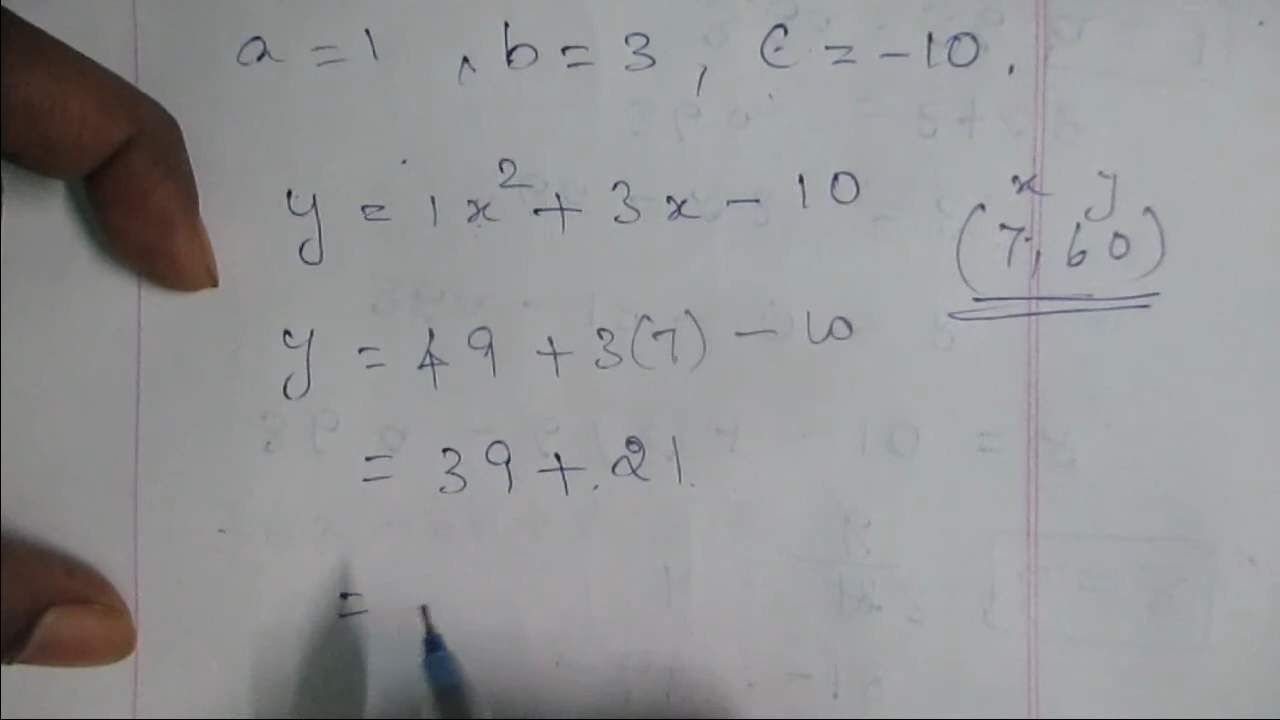 a = 1 , b = 3 , c = -10 .
y = 1x² + 3x - 10
x y
(7, 60)
y = 49 + 3(7) - 10
= 39 + 21
=